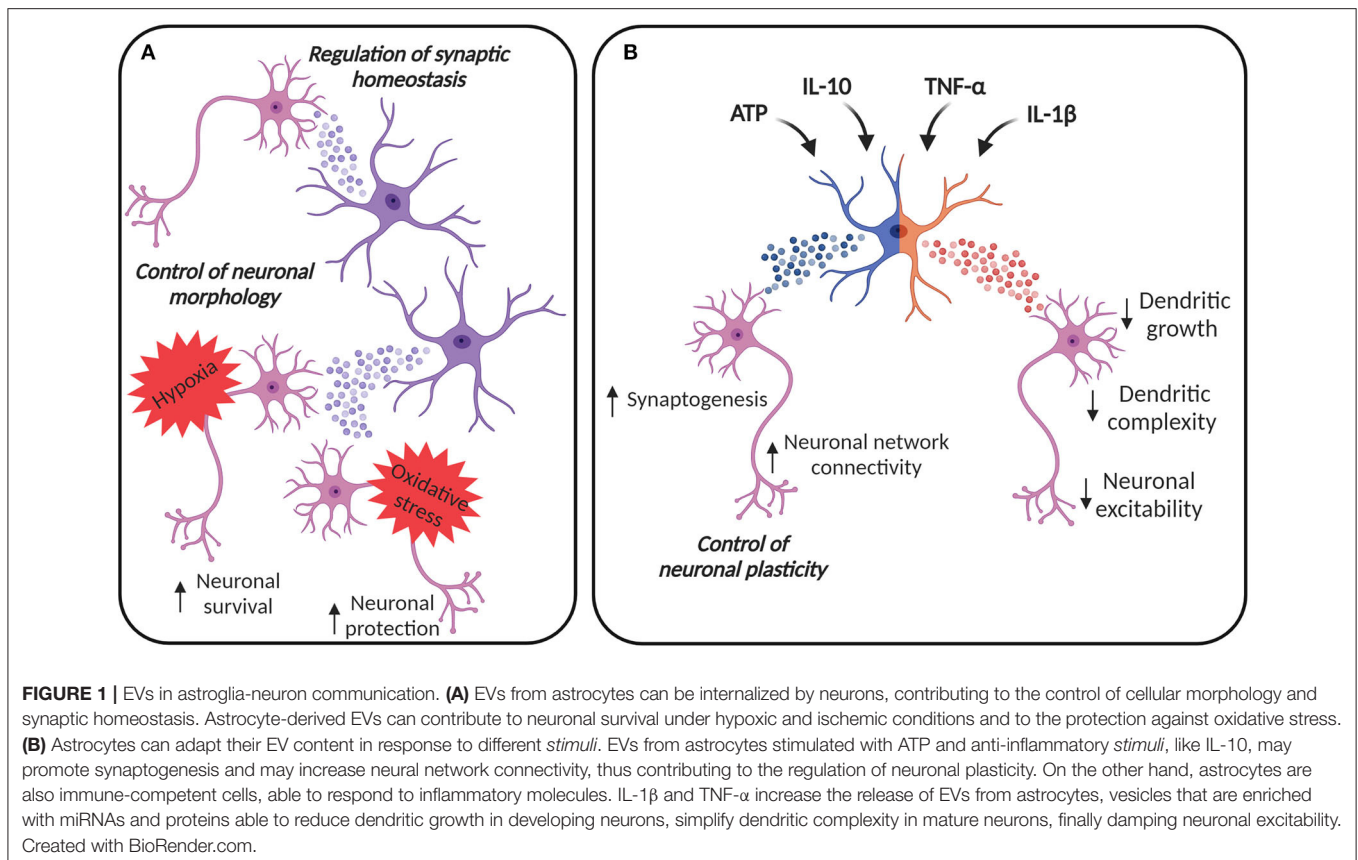 A
Regulation of synaptic
homeostasis
Control of neuronal
morphology
Hypoxia
Oxidative
stress
↑ Neuronal
survival
↑ Neuronal
protection
B
ATP
IL-10
TNF-α
IL-1β
↑ Synaptogenesis
↑ Neuronal network
connectivity
Control of
neuronal plasticity
↓ Dendritic
growth
↓ Dendritic
complexity
↓ Neuronal
excitability
FIGURE 1 | EVs in astroglia-neuron communication. (A) EVs from astrocytes can be internalized by neurons, contributing to the control of cellular morphology and
synaptic homeostasis. Astrocyte-derived EVs can contribute to neuronal survival under hypoxic and ischemic conditions and to the protection against oxidative stress.
(B) Astrocytes can adapt their EV content in response to different stimuli. EVs from astrocytes stimulated with ATP and anti-inflammatory stimuli, like IL-10, may
promote synaptogenesis and may increase neural network connectivity, thus contributing to the regulation of neuronal plasticity. On the other hand, astrocytes are
also immune-competent cells, able to respond to inflammatory molecules. IL-1β and TNF-α increase the release of EVs from astrocytes, vesicles that are enriched
with miRNAs and proteins able to reduce dendritic growth in developing neurons, simplify dendritic complexity in mature neurons, finally damping neuronal excitability.
Created with BioRender.com.